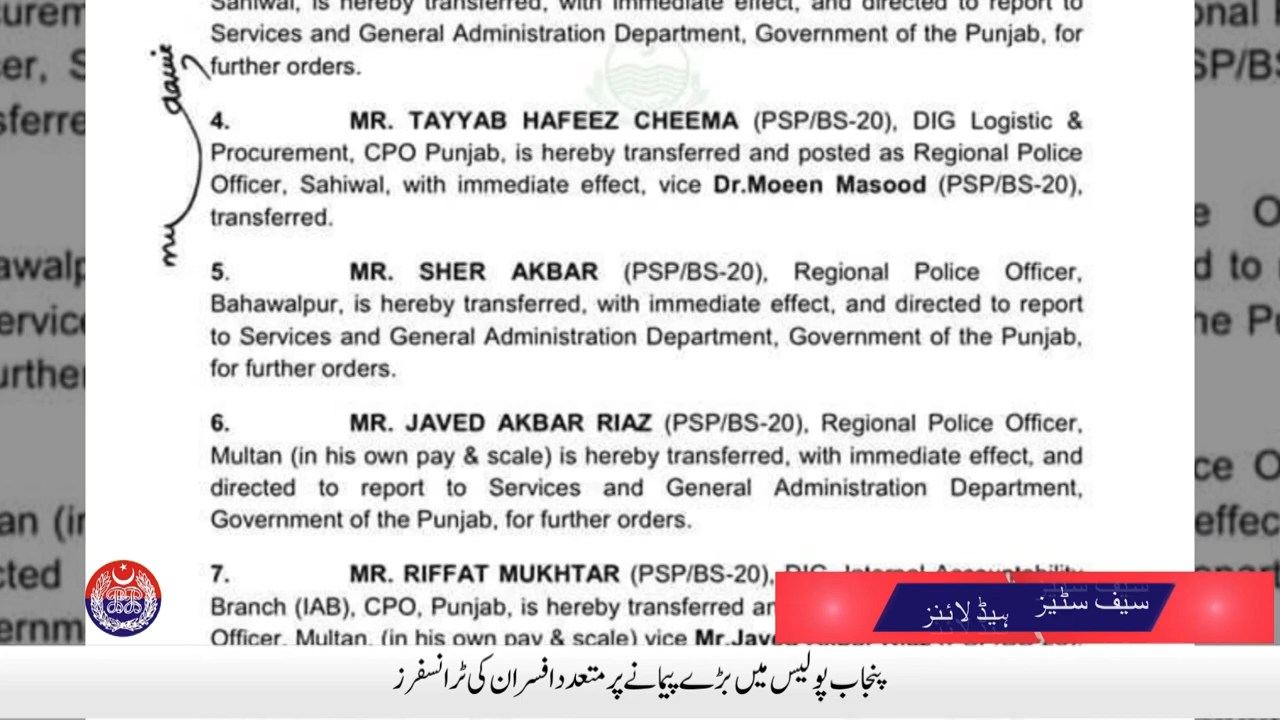 Sahiwal, is hereby transferred, with immediate effect, and directed to report to
Services and General Administration Department, Government of the Punjab, for
further orders.
4. MR. TAYYAB HAFEEZ CHEEMA (PSP/BS-20), DIG Logistic &
Procurement, CPO Punjab, is hereby transferred and posted as Regional Police
Officer, Sahiwal, with immediate effect, vice Dr.Moeen Masood (PSP/BS-20),
transferred.
5. MR. SHER AKBAR (PSP/BS-20), Regional Police Officer,
Bahawalpur, is hereby transferred, with immediate effect, and directed to report
to Services and General Administration Department, Government of the Punjab,
for further orders.
6. MR. JAVED AKBAR RIAZ (PSP/BS-20), Regional Police Officer,
Multan (in his own pay & scale) is hereby transferred, with immediate effect, and
directed to report to Services and General Administration Department,
Government of the Punjab, for further orders.
7. MR. RIFFAT MUKHTAR (PSP/BS-20), DIG, Internal Accountability
Branch (IAB), CPO, Punjab, is hereby transferred
Officer, Multan, (in his own pay & scale) vice
سیف سٹیز ہیڈ لائنز
پنجاب پولیس میں بڑے پیمانے پر متعدد افسران کی ٹرانسفرز